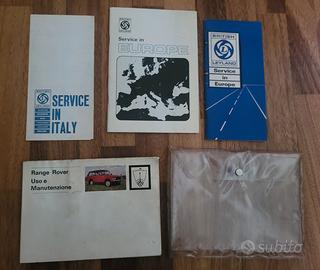 SERVICE
IN
ITALY
Service in
EUROPE
BRITISH
LEYLAND
Service
in
Europe
Range Rover
Uso e
Manutenzione
subito